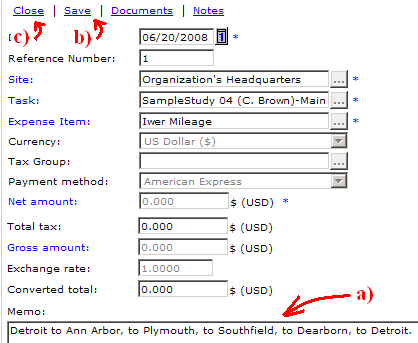 Close | Save | Documents | Notes
c) b)
06/20/2008 1 *
Reference Number: 1
Site: Organization's Headquarters ... *
Task: SampleStudy 04 (C. Brown)-Main ... *
Expense Item: Iwer Mileage ... *
Currency: US Dollar ($)
Tax Group: ...
Payment method: American Express
Net amount: 0.000 $ (USD) *
Total tax: 0.000 $ (USD)
Gross amount: 0.000 $ (USD)
Exchange rate: 1.0000
Converted total: 0.000 $ (USD)
a)
Memo:
Detroit to Ann Arbor, to Plymouth, to Southfield, to Dearborn, to Detroit.